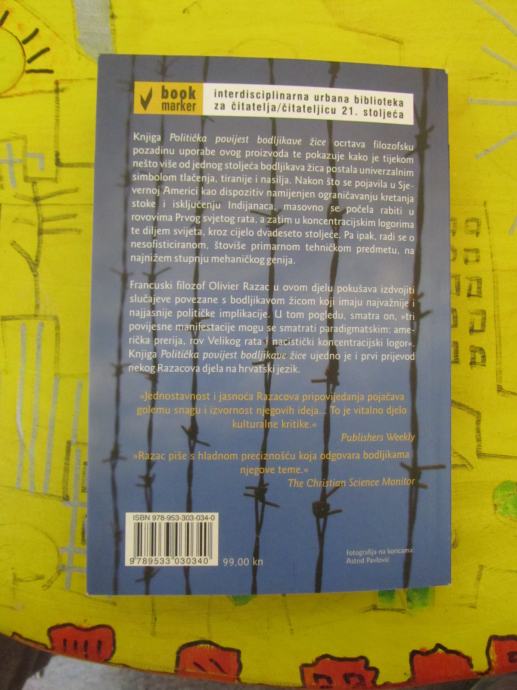 book
marker
interdisciplinarna urbana biblioteka
za čitatelja/čitateljicu 21. stoljeća
Knjiga Politička povijest bodljikave žice ocrtava filozofsku
pozadinu uporabe ovog proizvoda te pokazuje kako je tijekom
nešto više od jednog stoljeća bodljikava žica postala univerzalnim
simbolom tlačenja, tiranije i nasilja. Nakon što se pojavila u Sje-
vernoj Americi kao dispozitiv namijenjen ograničavanju kretanja
stoke i isključenju Indijanaca, masovno se počela rabiti u
rovovima Prvog svjetog rata, a zatim u koncentracijskim logorima
te diljem svijeta, kroz cijelo dvadeseto stoljeće. Pa ipak, radi se o
nesofisticiranom, štoviše primarnom tehničkom predmetu, na
najnižem stupnju mehaničkog genija.
Francuski filozof Olivier Razac u ovom djelu pokušava izdvojiti
slučajeve povezane s bodljikavom žicom koji imaju najvažnije i
najjasnije političke implikacije. U tom pogledu, smatra on, »tri
povijesne manifestacije mogu se smatrati paradigmatskim: ame-
rička prerija, rov Velikog rata i nacistički koncentracijski logor«.
Knjiga Politička povijest bodljikave žice ujedno je i prvi prijevod
nekog Razacova djela na hrvatski jezik.
»Jednostavnost i jasnoća Razacova pripovijedanja pojačava
golemu snagu i izvornost njegovih ideja... To je vitalno djelo
kulturalne kritike.«
Publishers Weekly
»Razac piše s hladnom preciznošću koja odgovara bodljikama
njegove teme.«
The Christian Science Monitor
ISBN 978-953-303-034-0
9789533030340
99,00 kn
Fotografija na koricama:
Astrid Pavlović